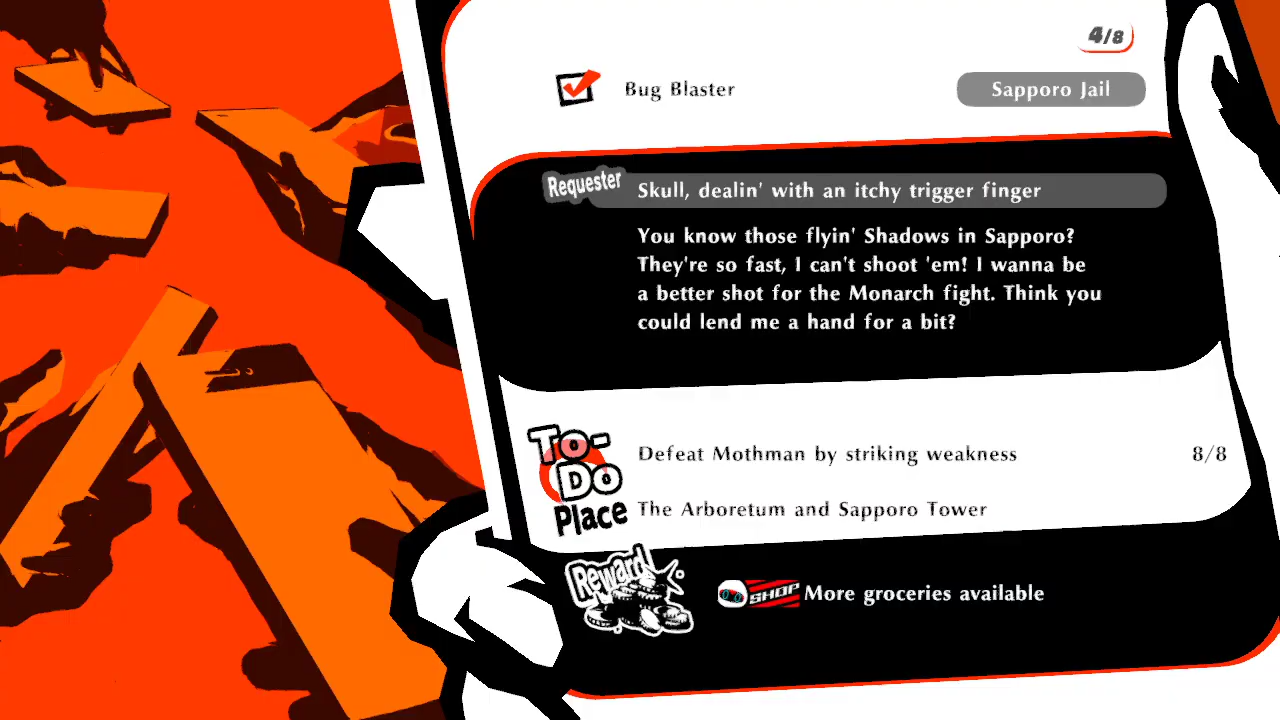 4/8
Bug Blaster
Sapporo Jail
Requester
Skull, dealin' with an itchy trigger finger
You know those flyin' Shadows in Sapporo?
They're so fast, I can't shoot 'em! I wanna be
a better shot for the Monarch fight. Think you
could lend me a hand for a bit?
To-Do
Defeat Mothman by striking weakness 8/8
Place
The Arboretum and Sapporo Tower
Reward
SHOP More groceries available